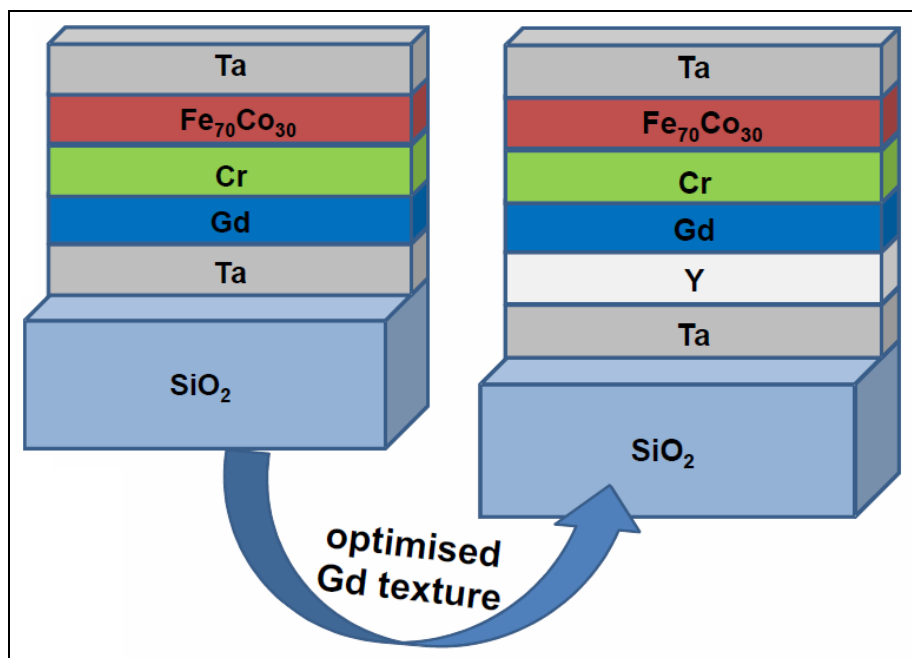 Ta
Fe₇₀Co₃₀
Cr
Gd
Ta
SiO₂
Ta
Fe₇₀Co₃₀
Cr
Gd
Y
Ta
SiO₂
optimised
Gd texture